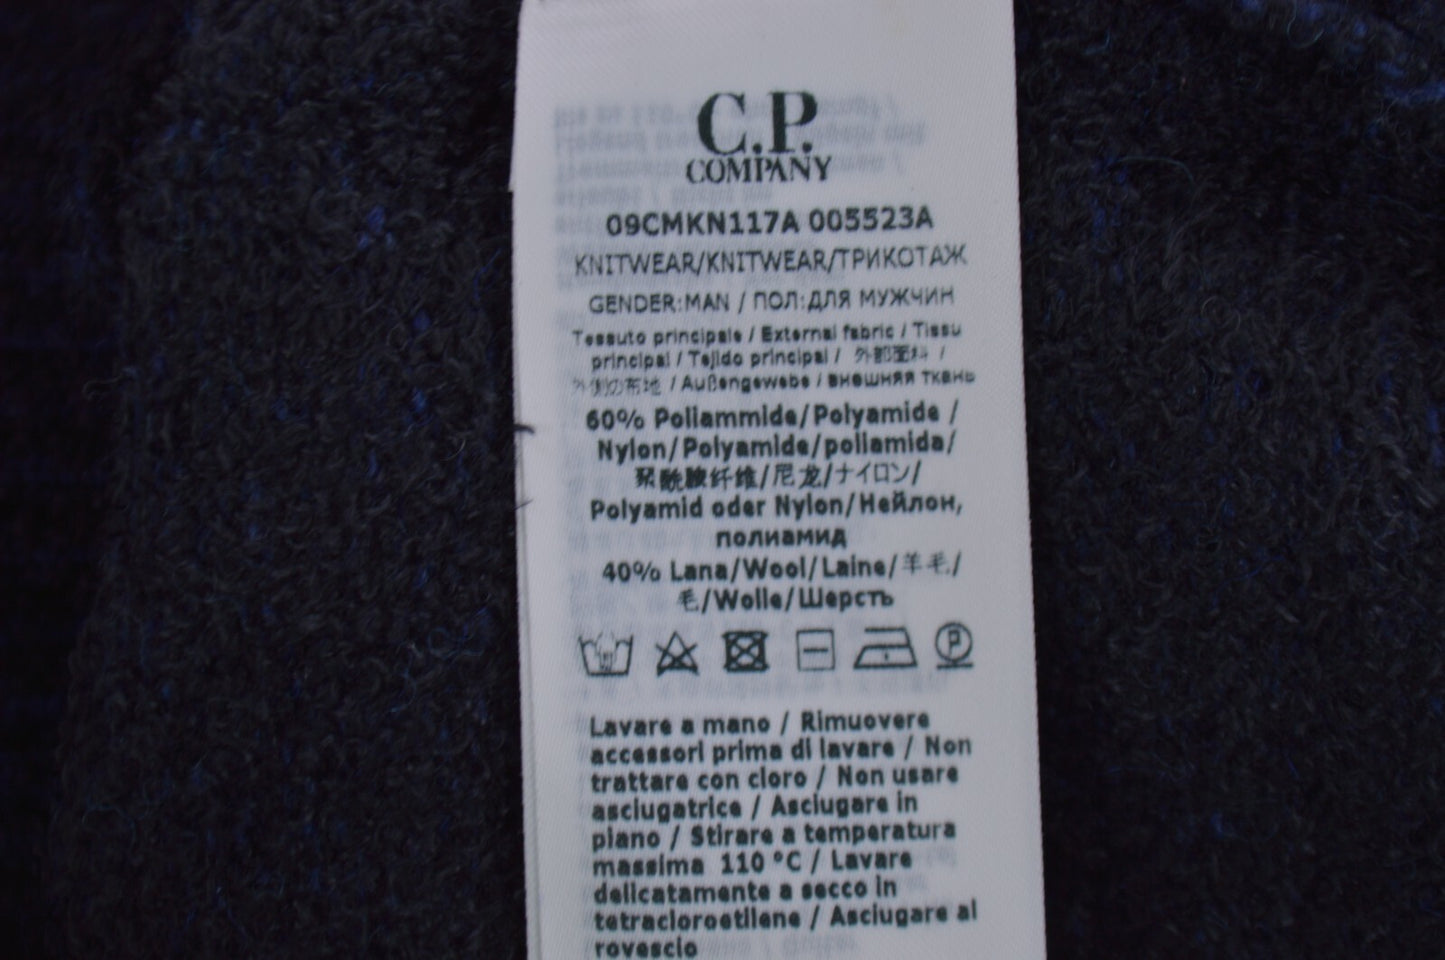 C.P.
COMPANY
09CMKN117A 005523A
KNITWEAR/KNITWEAR/ТРИКОТАЖ
GENDER:MAN / ПОЛ:ДЛЯ МУЖЧИН
Tessuto principale / External fabric / Tissu
principal / Tejido principal / 外部面料 /
外側の布地 / Außengewebe / внешняя ткань
60% Poliammide/Polyamide /
Nylon/Polyamide/poliamida/
聚酰胺纤维/尼龙/ナイロン/
Polyamid oder Nylon/Нейлон,
полиамид
40% Lana/Wool/Laine/羊毛/
毛/Wolle/Шерсть
P
Lavare a mano / Rimuovere
accessori prima di lavare / Non
trattare con cloro / Non usare
asciugatrice / Asciugare in
piano / Stirare a temperatura
massima 110 °C / Lavare
delicatamente a secco in
tetracloroetilene / Asciugare al
rovescio